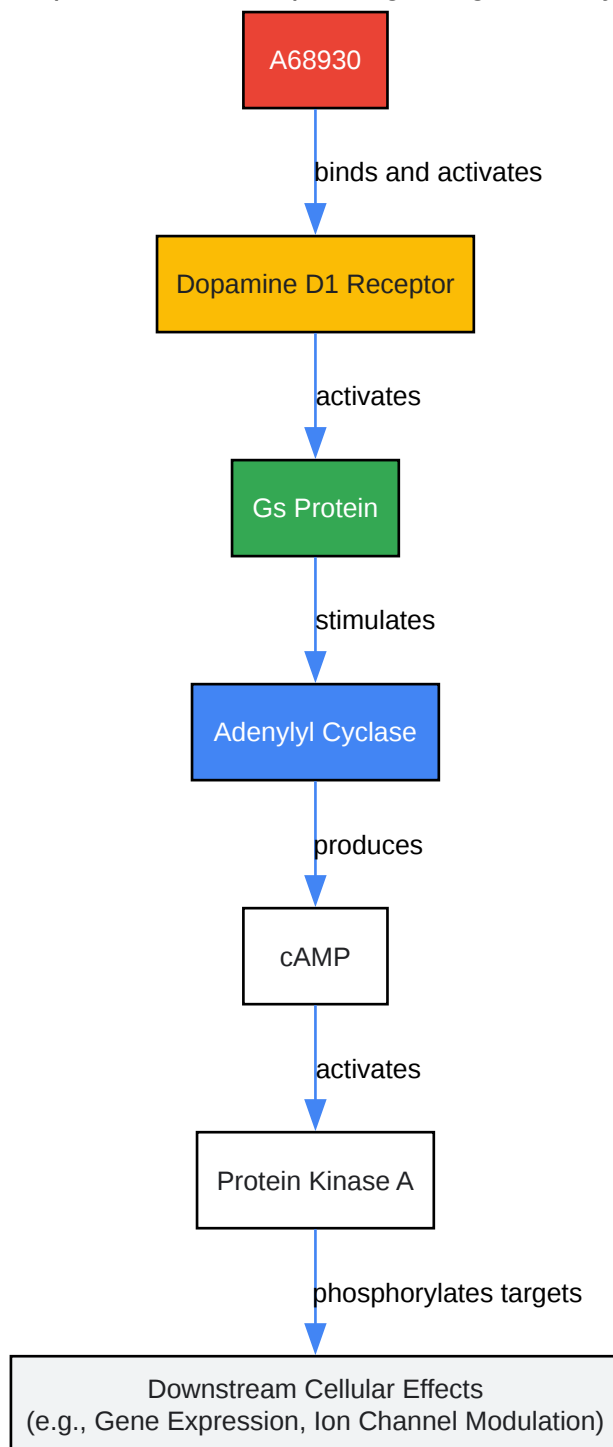 A68930
binds and activates
Dopamine D1 Receptor
activates
Gs Protein
stimulates
Adenylyl Cyclase
produces
cAMP
activates
Protein Kinase A
phosphorylates targets
Downstream Cellular Effects
(e.g., Gene Expression, Ion Channel Modulation)